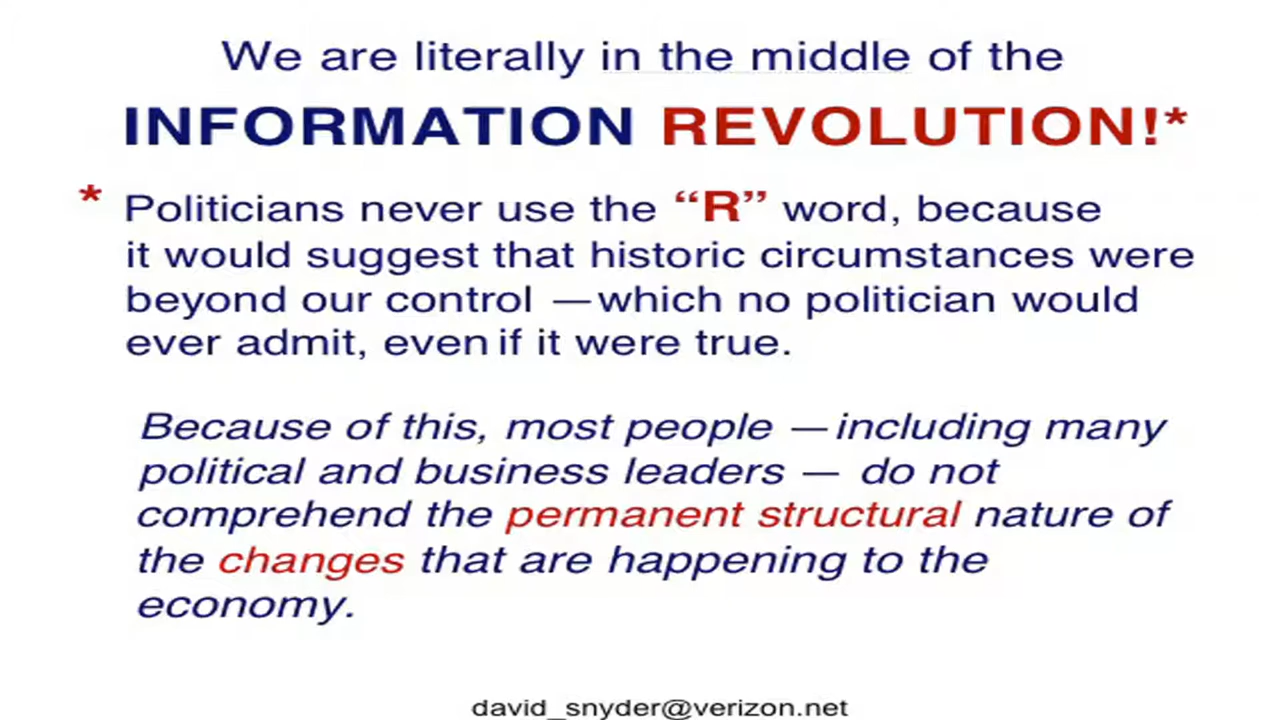 We are literally in the middle of the
INFORMATION REVOLUTION!*
* Politicians never use the “R” word, because
it would suggest that historic circumstances were
beyond our control —which no politician would
ever admit, even if it were true.
Because of this, most people —including many
political and business leaders — do not
comprehend the permanent structural nature of
the changes that are happening to the
economy.
david_snyder@verizon.net